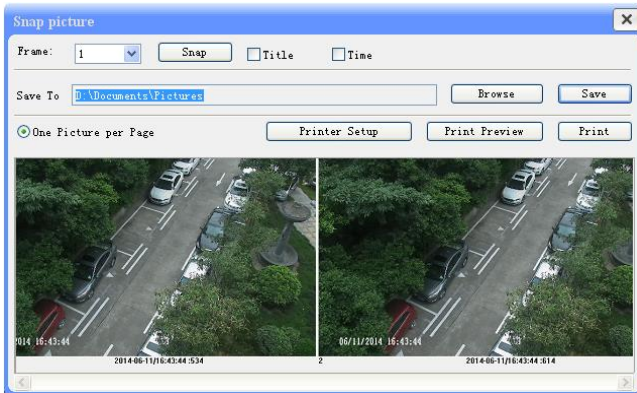 Snap picture
Frame: 1 Snap Title Time
Save To D:\Documents\Pictures Browse Save
One Picture per Page Printer Setup Print Preview Print
2014 16:43:44 06/11/2014 16:43:44
2014-06-11/16:43:44 :534 2 2014-06-11/16:43:44 :614